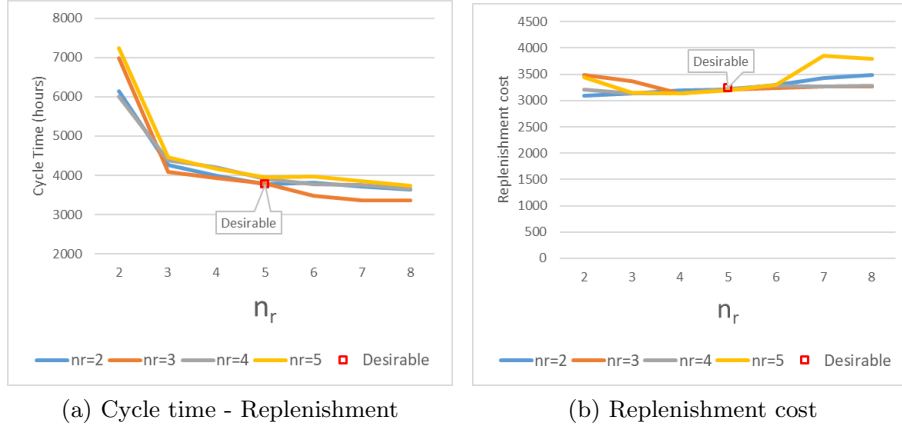 8000
7000
6000
5000
4000
3000
2000
Cycle Time (hours)
Desirable
2 3 4 5 6 7 8
n_r
nr=2 nr=3 nr=4 nr=5 Desirable
(a) Cycle time - Replenishment
4500
4000
3500
3000
2500
2000
1500
1000
500
0
Replenishment cost
Desirable
2 3 4 5 6 7 8
n_r
nr=2 nr=3 nr=4 nr=5 Desirable
(b) Replenishment cost